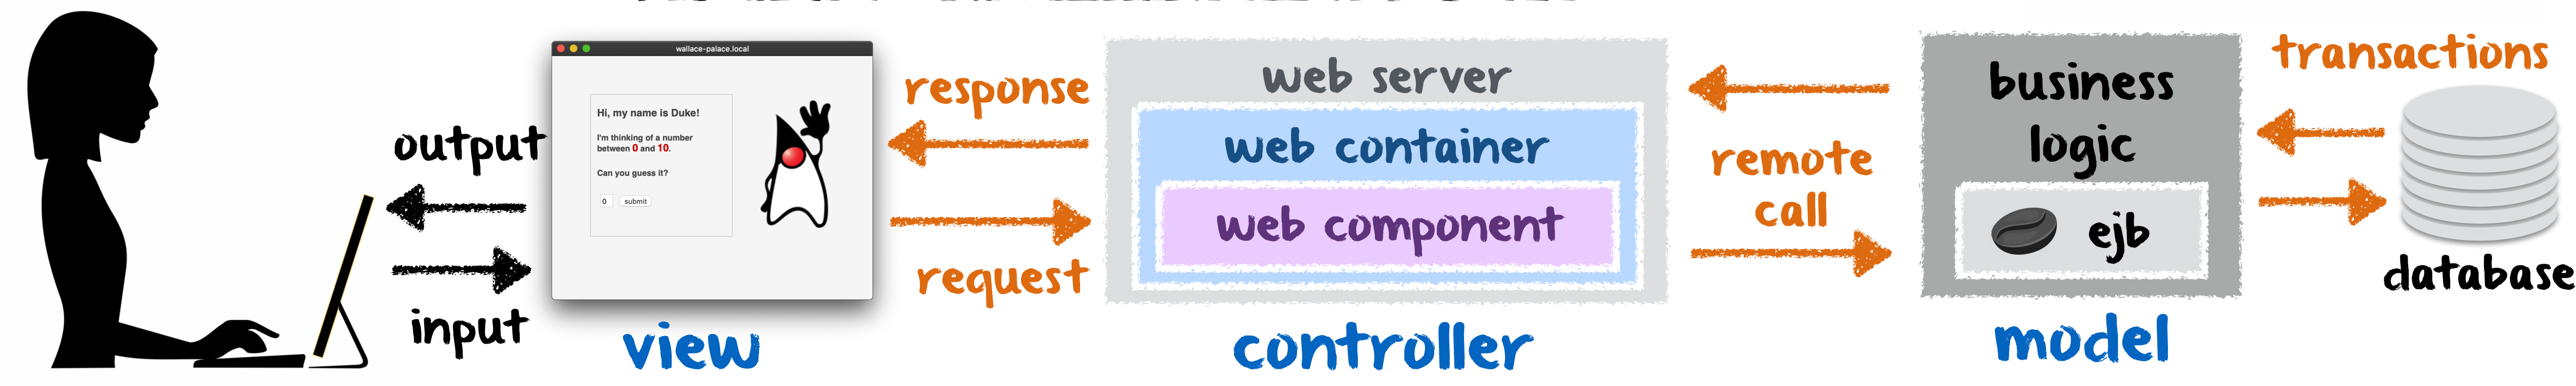 output
input
wallace-palace.local
Hi, my name is Duke!
I'm thinking of a number
between 0 and 10.
Can you guess it?
0 submit
view
response
request
web server
web container
web component
controller
remote
call
business
logic
ejb
model
transactions
database